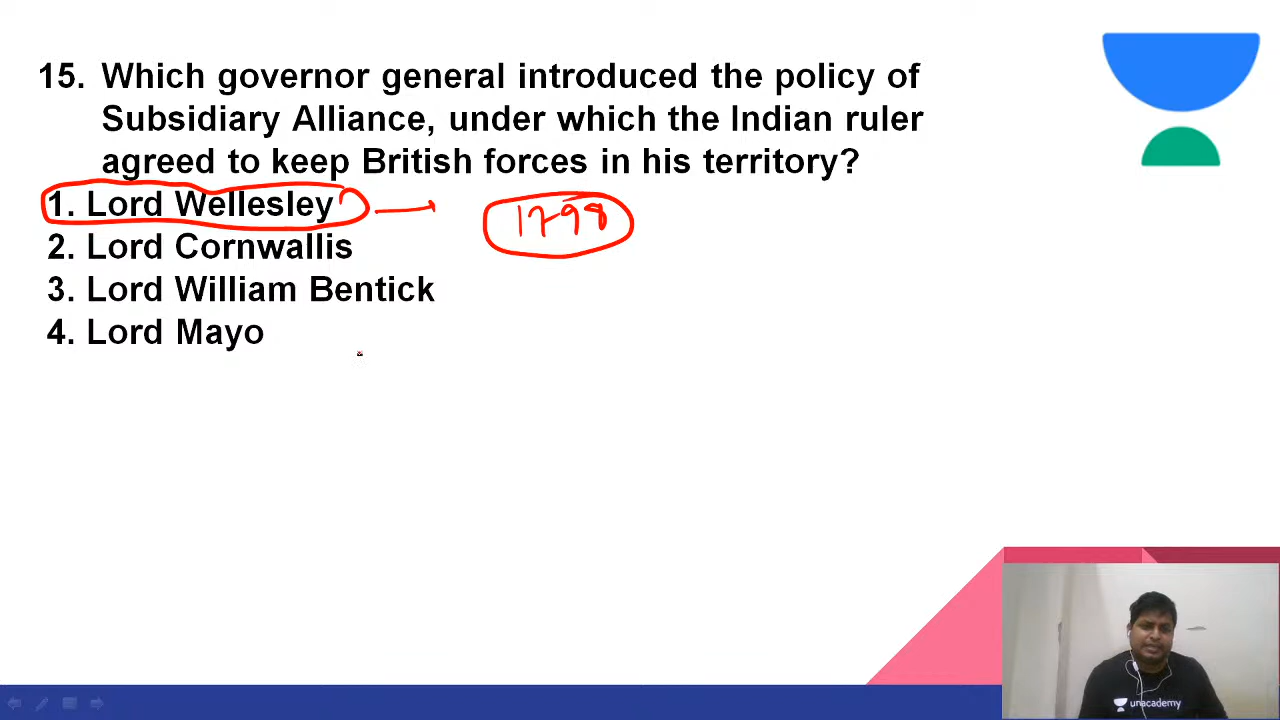 15. Which governor general introduced the policy of
Subsidiary Alliance, under which the Indian ruler
agreed to keep British forces in his territory?
1. Lord Wellesley
1798
2. Lord Cornwallis
3. Lord William Bentick
4. Lord Mayo
unacademy